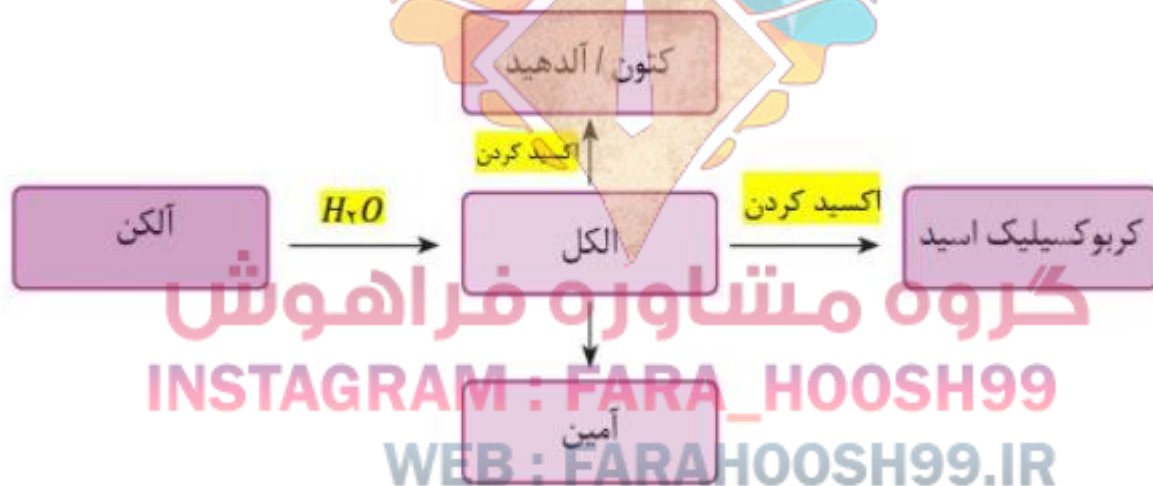 کتون / آلدهید
اکسید کردن
آلکن
H۲O
الکل
اکسید کردن
کربوکسیلیک اسید
گروه مشاوره فراهوش
INSTAGRAM : FARA_HOOSH99
آمین
WEB : FARAHOOSH99.IR